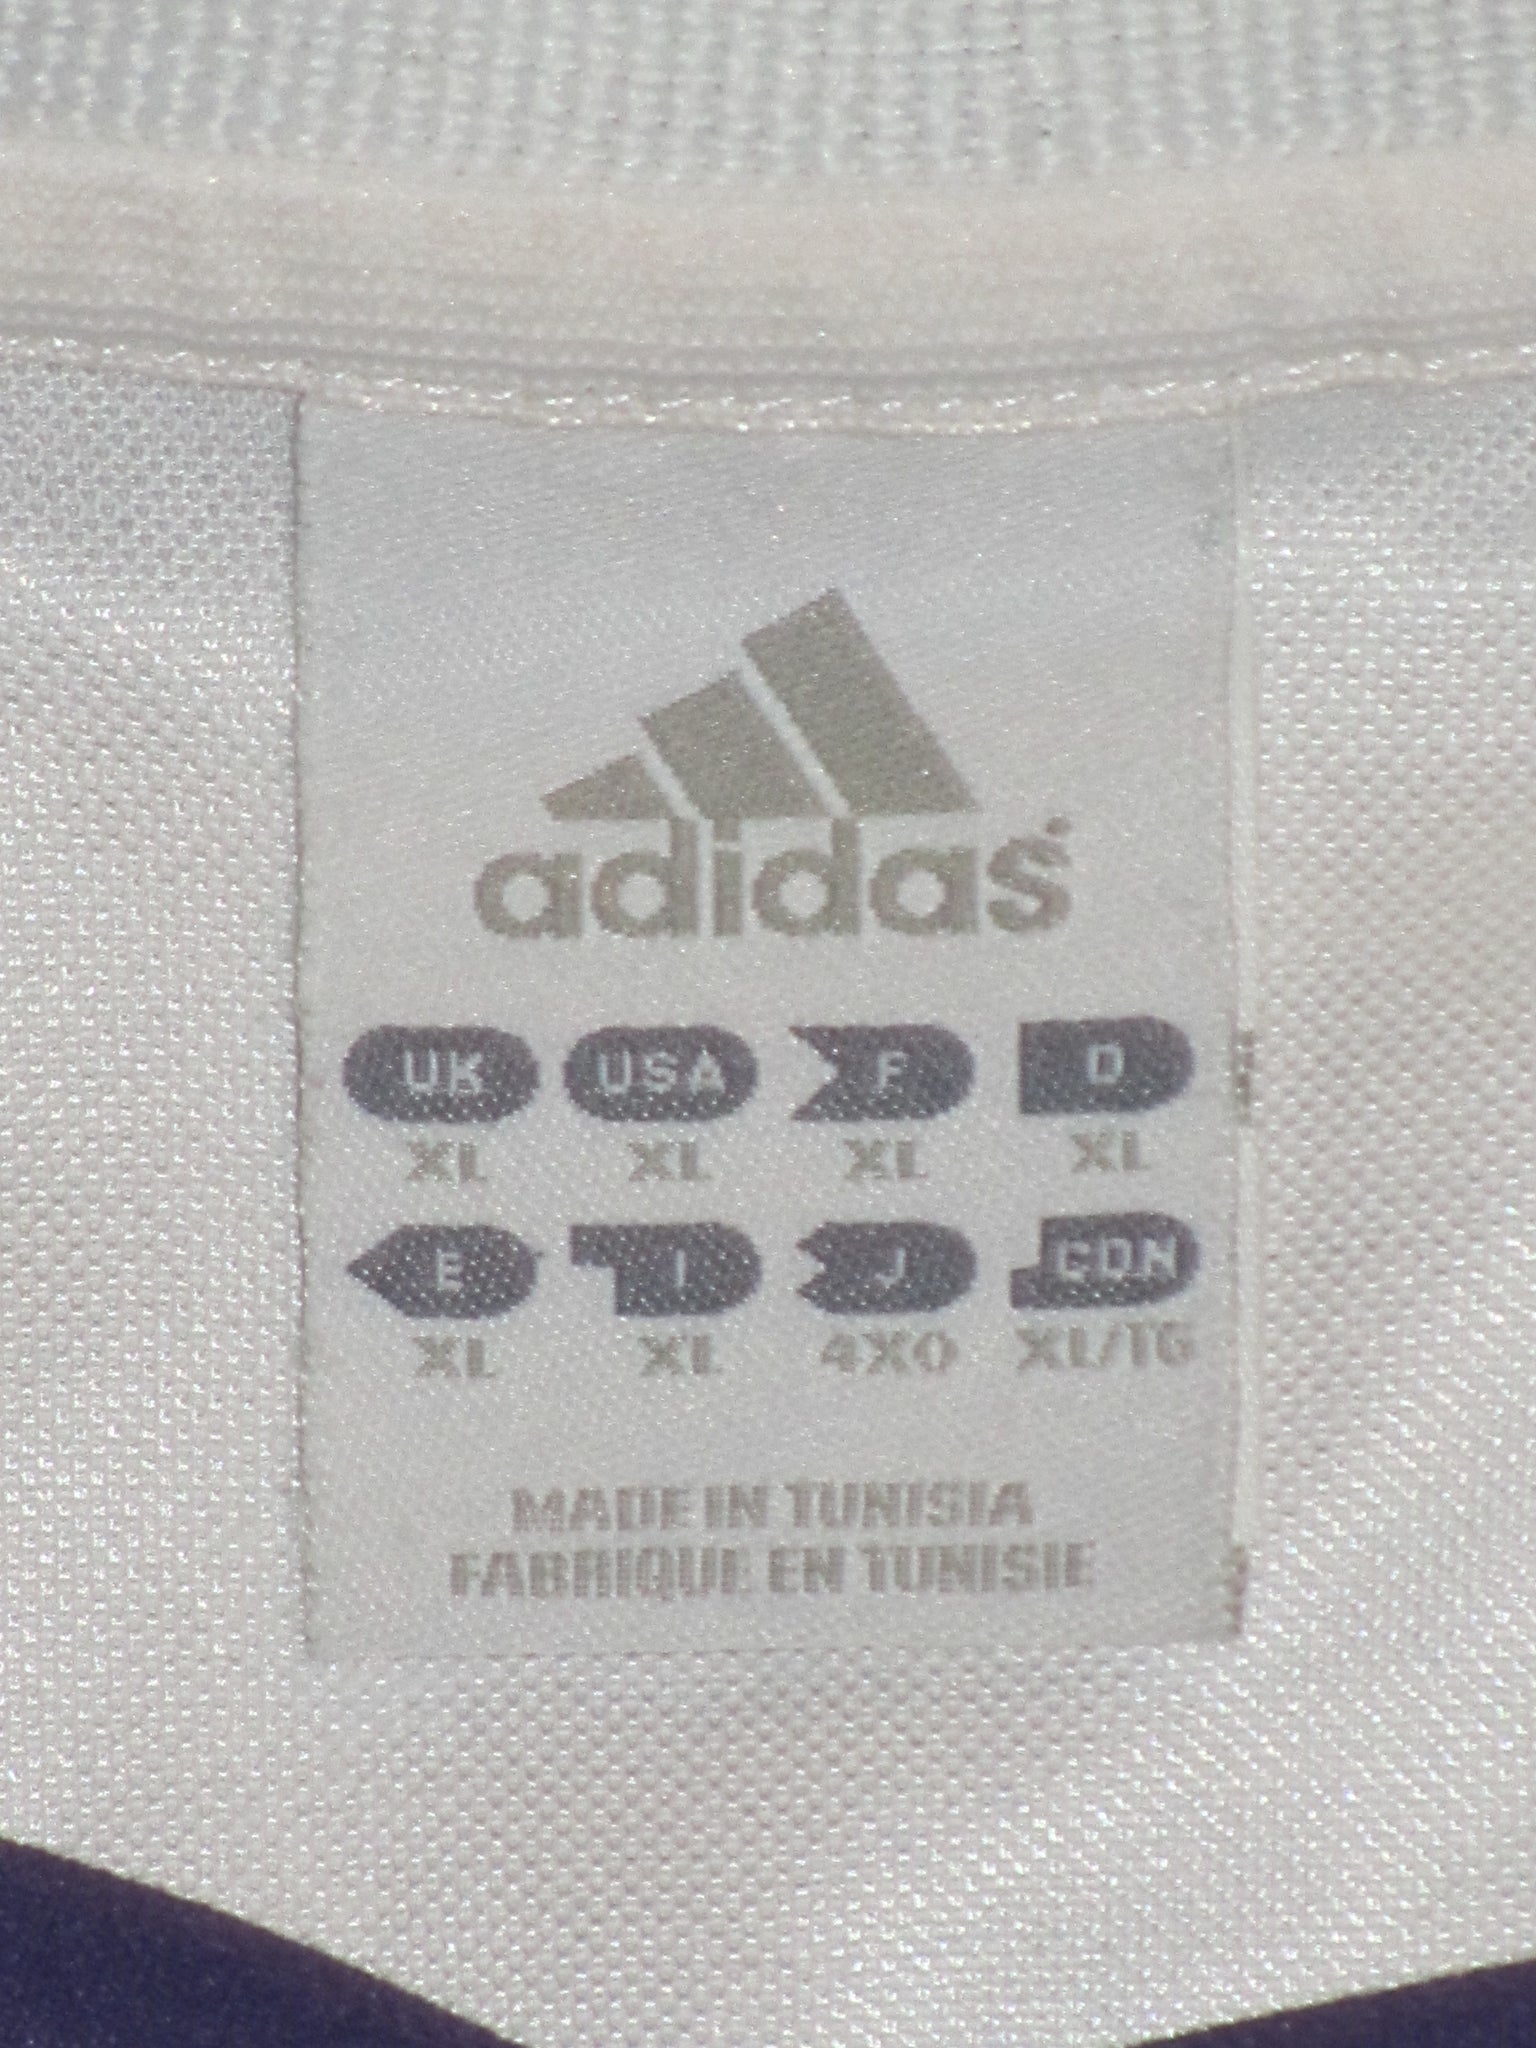 adidas
UK USA F D
XL XL XL XL
E I J CDN
XL XL 4XO XL/TG
MADE IN TUNISIA
FABRIQUE EN TUNISIE